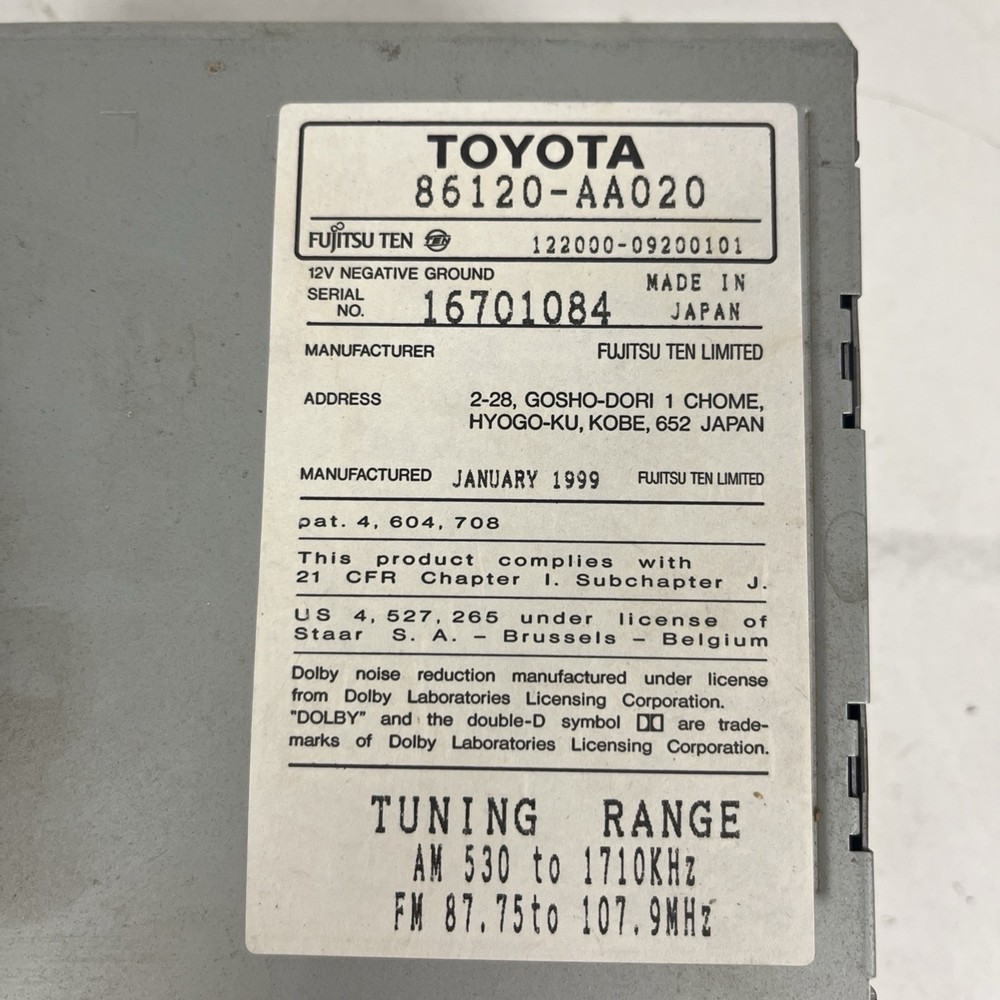 TOYOTA
86120-AA020
FUJITSU TEN TEN 122000-09200101
12V NEGATIVE GROUND MADE IN
SERIAL NO. 16701084 JAPAN
MANUFACTURER FUJITSU TEN LIMITED
ADDRESS 2-28, GOSHO-DORI 1 CHOME,
HYOGO-KU, KOBE, 652 JAPAN
MANUFACTURED JANUARY 1999 FUJITSU TEN LIMITED
pat. 4, 604, 708
This product complies with
21 CFR Chapter I. Subchapter J.
US 4, 527, 265 under license of
Staar S. A. – Brussels – Belgium
Dolby noise reduction manufactured under license
from Dolby Laboratories Licensing Corporation.
"DOLBY" and the double-D symbol are trade-
marks of Dolby Laboratories Licensing Corporation.
TUNING RANGE
AM 530 to 1710KHz
FM 87.75to 107.9MHz